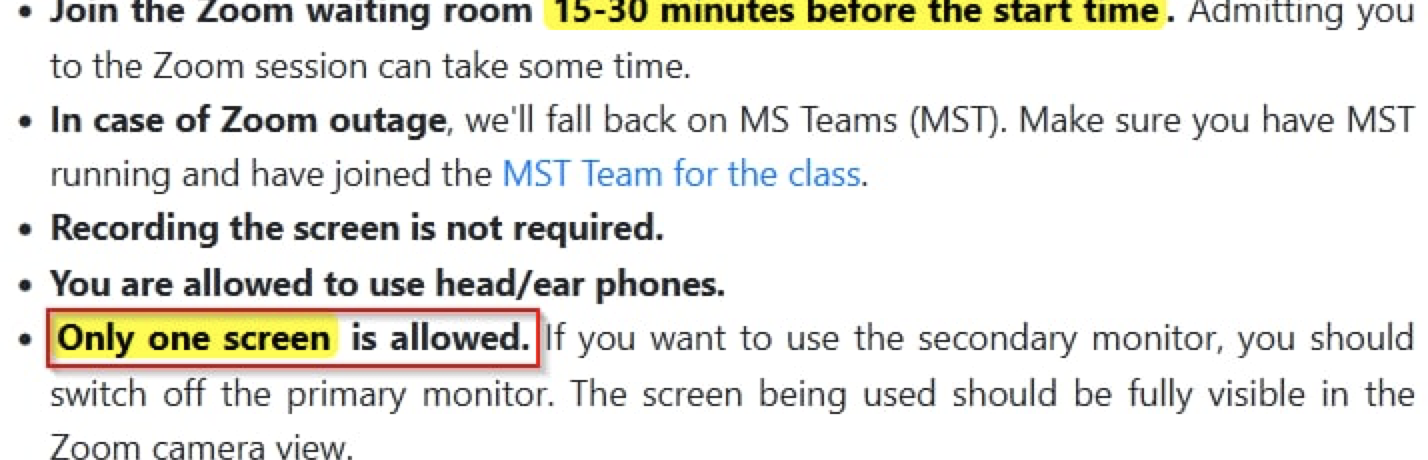 • Join the Zoom waiting room 15-30 minutes before the start time. Admitting you
to the Zoom session can take some time.
• In case of Zoom outage, we'll fall back on MS Teams (MST). Make sure you have MST
running and have joined the MST Team for the class.
• Recording the screen is not required.
• You are allowed to use head/ear phones.
• Only one screen is allowed. If you want to use the secondary monitor, you should
switch off the primary monitor. The screen being used should be fully visible in the
Zoom camera view.